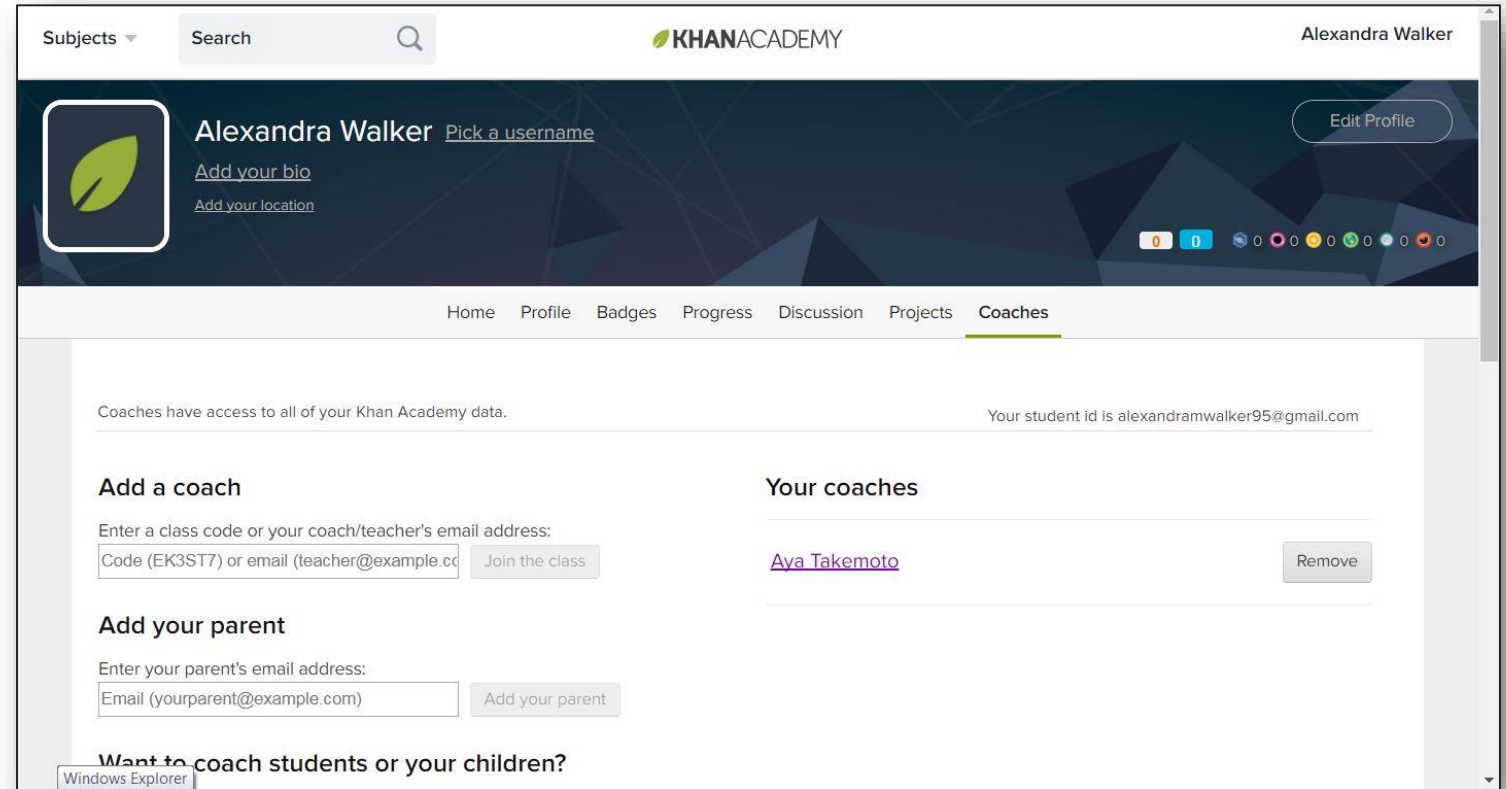 Subjects Search KHANACADEMY Alexandra Walker
Alexandra Walker Pick a username Edit Profile
Add your bio
Add your location
0 0 0 0 0 0 0 0
Home Profile Badges Progress Discussion Projects Coaches
Coaches have access to all of your Khan Academy data. Your student id is alexandramwalker95@gmail.com
Add a coach
Enter a class code or your coach/teacher's email address:
Code (EK3ST7) or email (teacher@example.cc Join the class
Add your parent
Enter your parent's email address:
Email (yourparent@example.com) Add your parent
Your coaches
Aya Takemoto Remove
Want to coach students or your children?
Windows Explorer